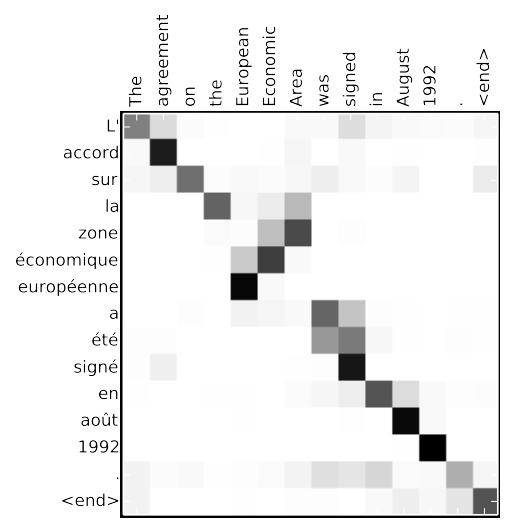 The agreement on the European Economic Area was signed in August 1992 . <end>
L'
accord
sur
la
zone
économique
européenne
a
été
signé
en
août
1992
.
<end>